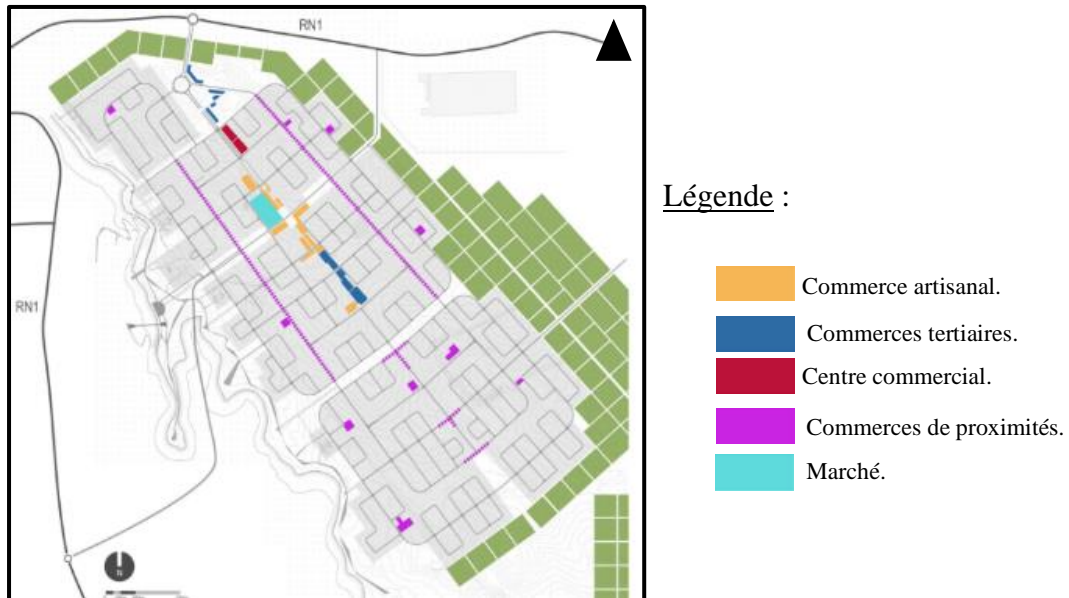 RN1
RN1
N
Légende :
Commerce artisanal.
Commerces tertiaires.
Centre commercial.
Commerces de proximités.
Marché.